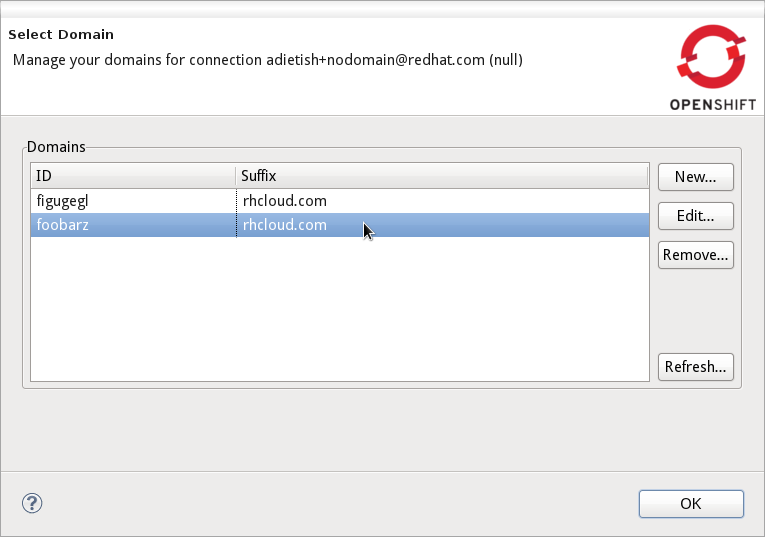 Select Domain
Manage your domains for connection adietish+nodomain@redhat.com (null)
OPENSHIFT
Domains
ID Suffix
figugegl rhcloud.com
foobarz rhcloud.com
New...
Edit...
Remove...
Refresh...
?
OK